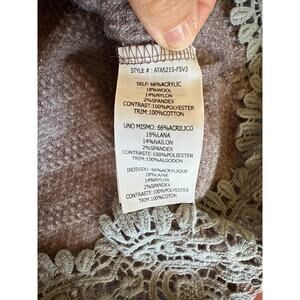 STYLE # : ATA5215-FSV3
SELF: 66%ACRYLIC
18%WOOL
14%NYLON
2%SPANDEX
CONTRAST:100%POLYESTER
TRIM:100%COTTON
UNO MISMO: 66%ACRILICO
18%LANA
14%NAILON
2%SPANDEX
CONTRASTE:100%POLIESTER
TRIM:100%ALGODON
INDIVIDU: 66%ACRYLIQUE
18%LAINE
14%NYLON
2%SPANDEX
CONTRASTE:100%POLYESTER
TRIM:100%COTON